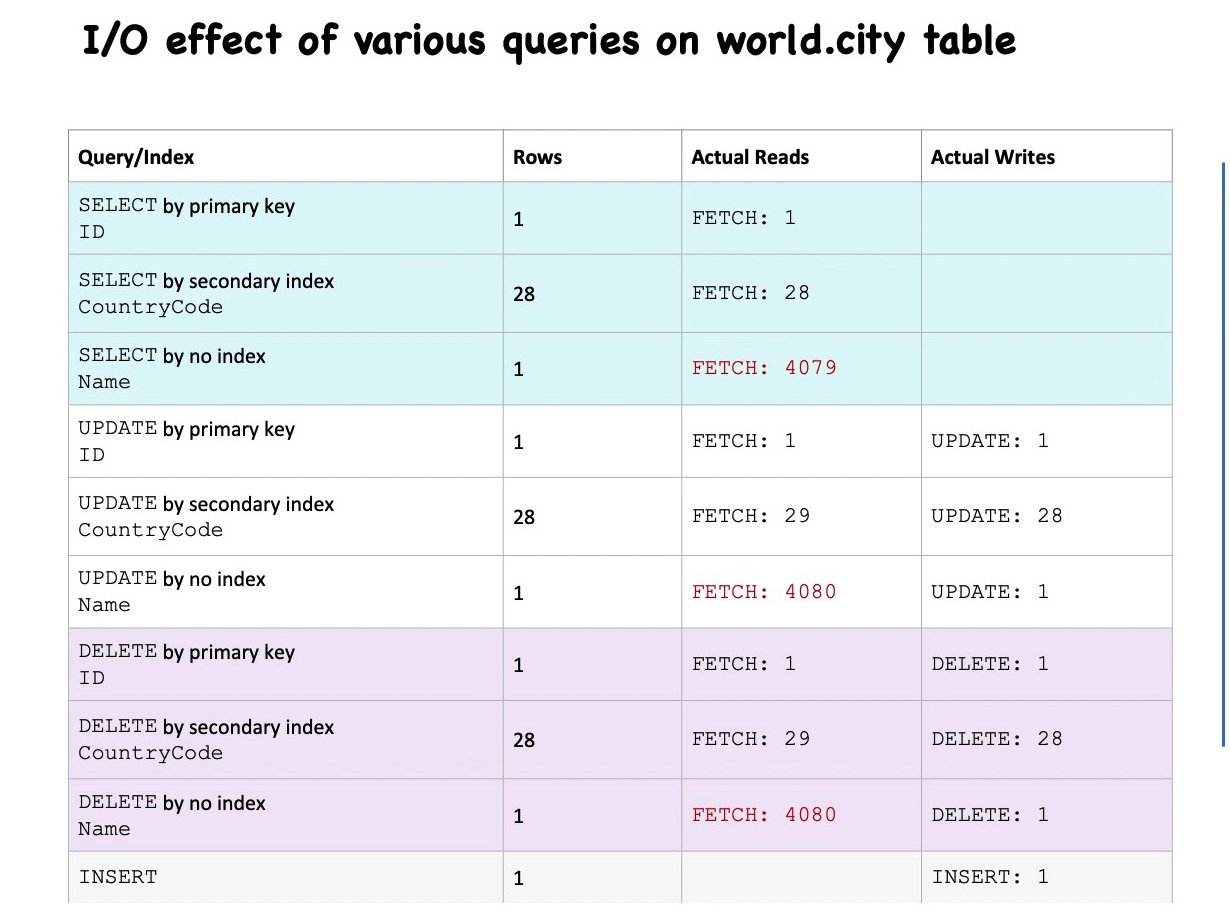 I/O effect of various queries on world.city table
Query/Index Rows Actual Reads Actual Writes
SELECT by primary key
ID
1
FETCH: 1
SELECT by secondary index
CountryCode
28
FETCH: 28
SELECT by no index
Name
1
FETCH: 4079
UPDATE by primary key
ID
1
FETCH: 1
UPDATE: 1
UPDATE by secondary index
CountryCode
28
FETCH: 29
UPDATE: 28
UPDATE by no index
Name
1
FETCH: 4080
UPDATE: 1
DELETE by primary key
ID
1
FETCH: 1
DELETE: 1
DELETE by secondary index
CountryCode
28
FETCH: 29
DELETE: 28
DELETE by no index
Name
1
FETCH: 4080
DELETE: 1
INSERT
1
INSERT: 1